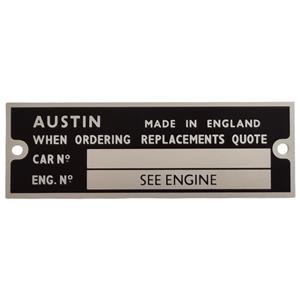 AUSTIN MADE IN ENGLAND
WHEN ORDERING REPLACEMENTS QUOTE
CAR Nº
ENG. Nº SEE ENGINE